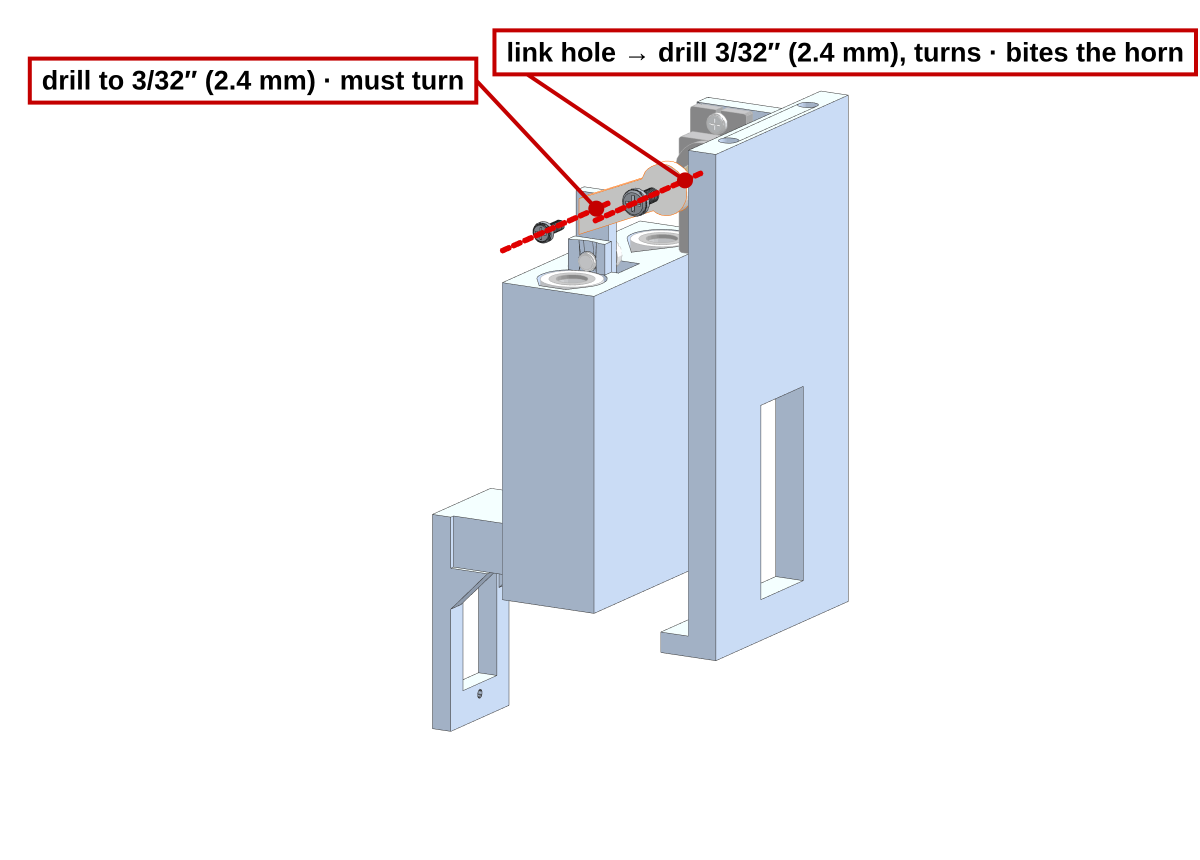 link hole → drill 3/32″ (2.4 mm), turns · bites the horn
drill to 3/32″ (2.4 mm) · must turn